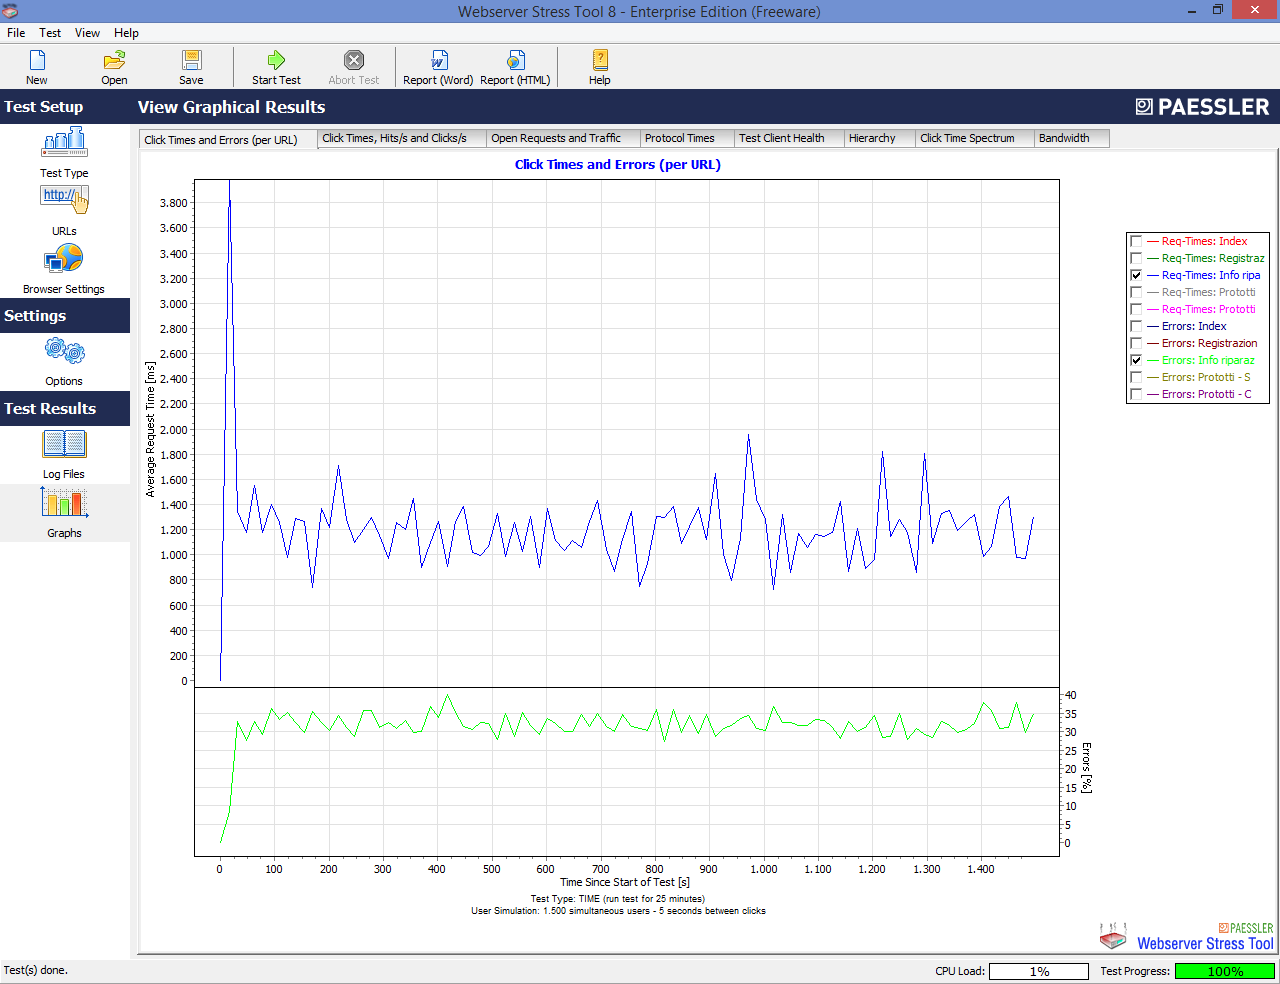 Webserver Stress Tool 8 - Enterprise Edition (Freeware)
File Test View Help
New Open Save Start Test Abort Test Report (Word) Report (HTML) Help
Test Setup
View Graphical Results
PAESSLER
Test Type
http://
URLs
Browser Settings
Settings
Options
Test Results
Log Files
Graphs
Click Times and Errors (per URL) Click Times, Hits/s and Clicks/s Open Requests and Traffic Protocol Times Test Client Health Hierarchy Click Time Spectrum Bandwidth
Click Times and Errors (per URL)
Average Request Time [ms]
3.800
3.600
3.400
3.200
3.000
2.800
2.600
2.400
2.200
2.000
1.800
1.600
1.400
1.200
1.000
800
600
400
200
0
40
35
30
25
20
15
10
5
0
Errors [%]
0 100 200 300 400 500 600 700 800 900 1.000 1.100 1.200 1.300 1.400
Time Since Start of Test [s]
Test Type: TIME (run test for 25 minutes)
User Simulation: 1.500 simultaneous users - 5 seconds between clicks
Req-Times: Index
Req-Times: Registraz
Req-Times: Info ripa
Req-Times: Prototti
Req-Times: Prototti
Errors: Index
Errors: Registrazion
Errors: Info riparaz
Errors: Prototti - S
Errors: Prototti - C
PAESSLER
Webserver Stress Tool
Test(s) done.
CPU Load: 1% Test Progress: 100%